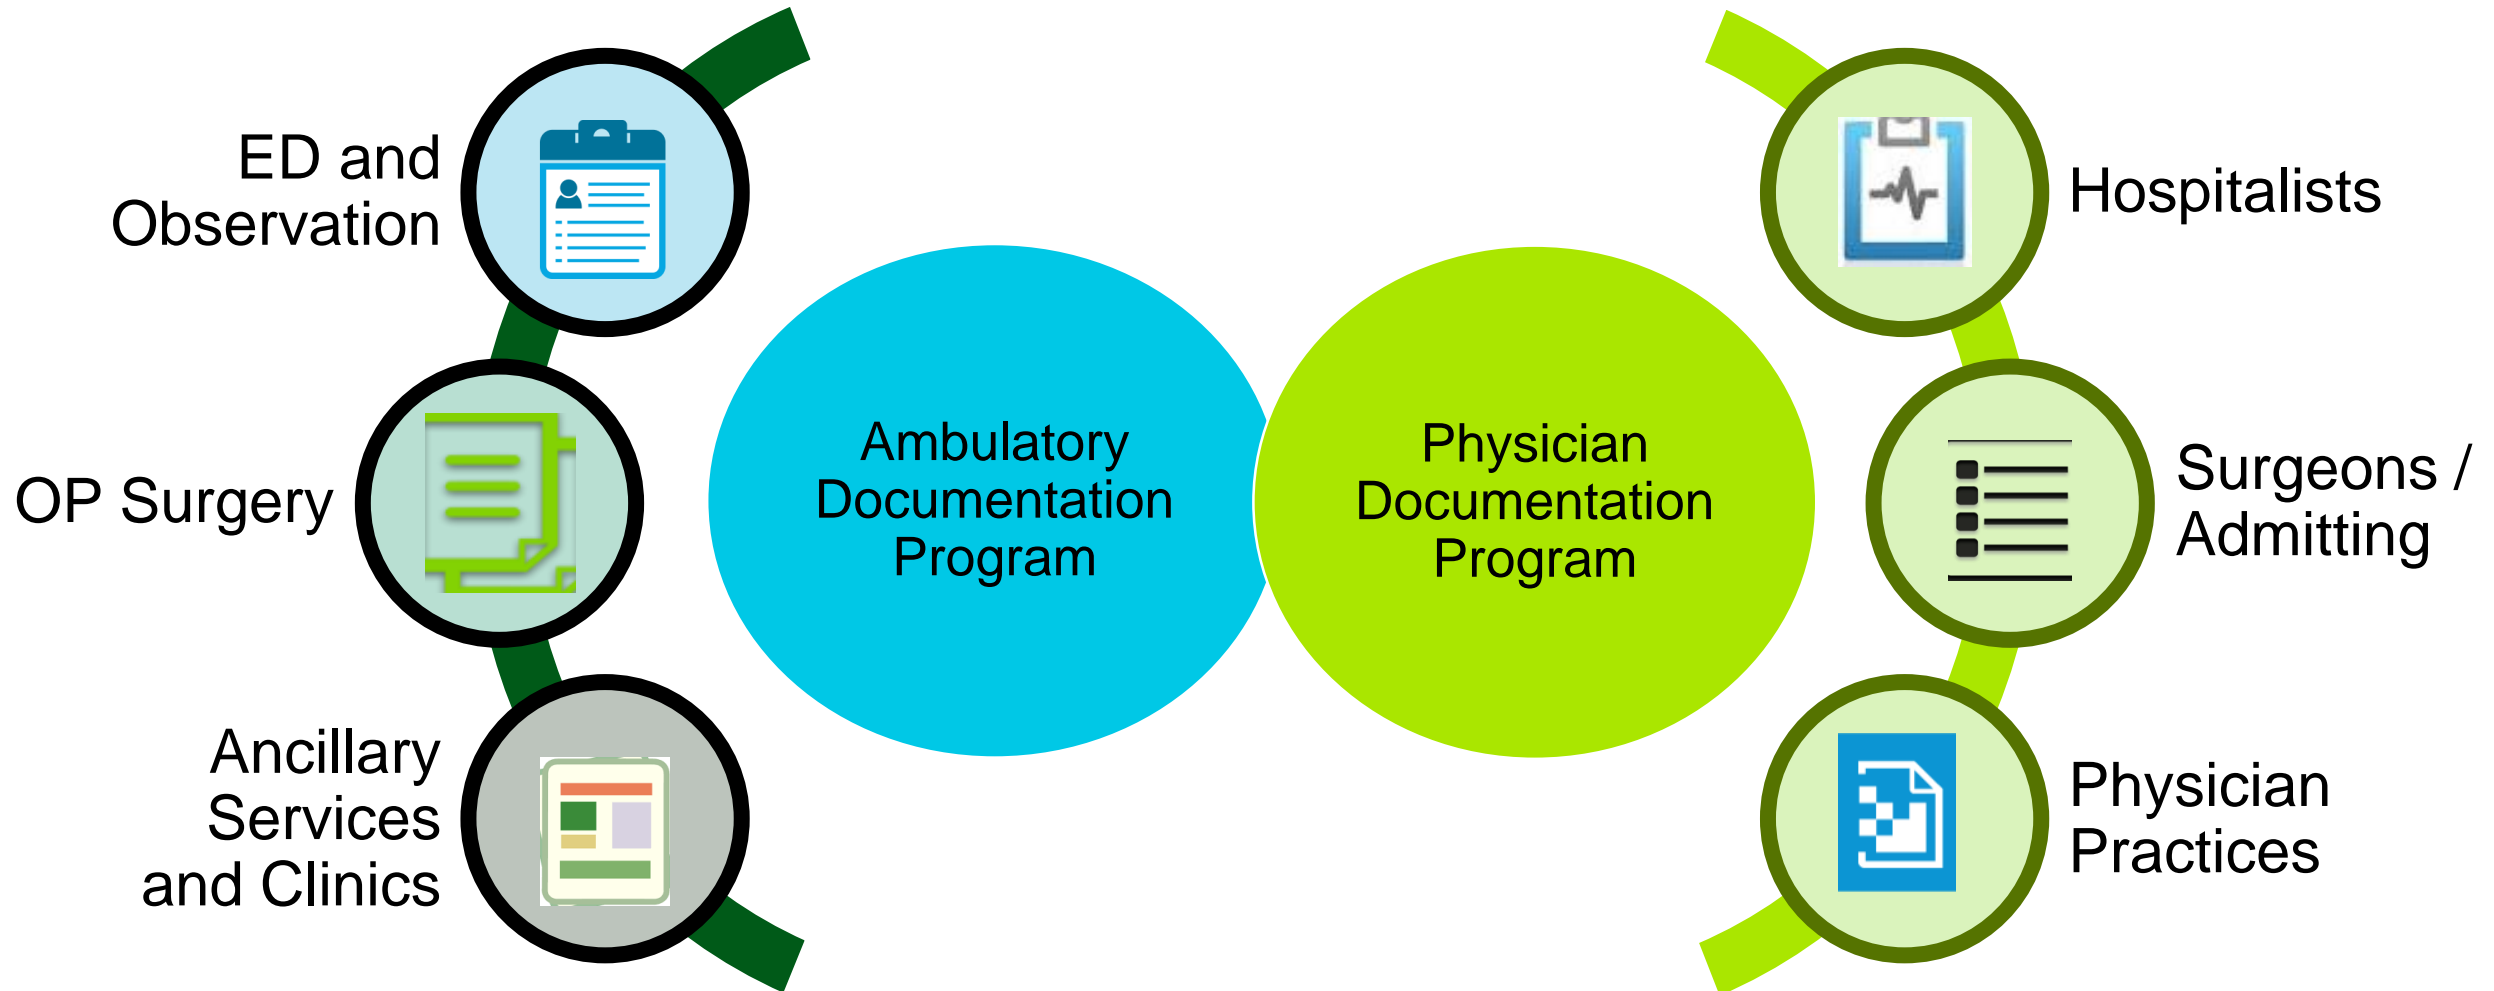 ED and
Observation
OP Surgery
Ancillary
Services
and Clinics
Ambulatory
Documentation
Program
Physician
Documentation
Program
Hospitalists
Surgeons /
Admitting
Physician
Practices